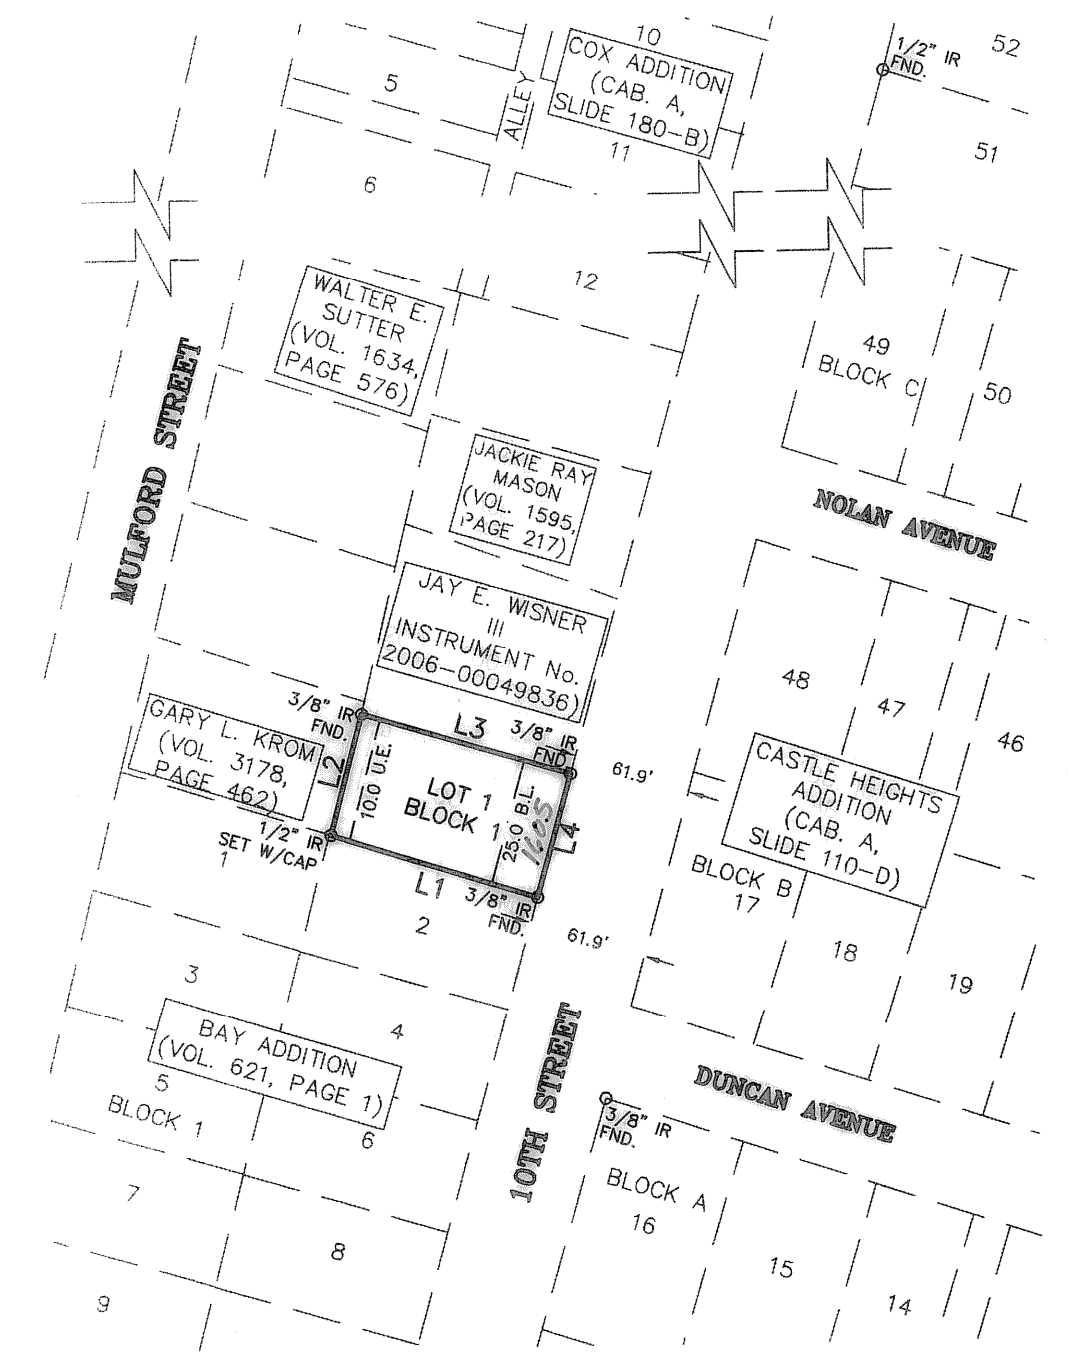 10
52
1/2" IR
FND.
COX ADDITION
(CAB. A,
SLIDE 180-B)
5
ALLEY
11
51
6
12
WALTER E.
SUTTER
(VOL. 1634,
PAGE 576)
49
BLOCK C
50
MULFORD STREET
JACKIE RAY
MASON
(VOL. 1595,
PAGE 217)
NOLAN AVENUE
JAY E. WISNER
III
INSTRUMENT No.
2006-00049836)
48
47
46
3/8" IR
FND.
L3
3/8" IR
FND.
GARY L. KROM
(VOL. 3178,
PAGE 462)
L2
10.0 U.E.
LOT 1
BLOCK 1
25.0 B.L.
L4
61.9'
CASTLE HEIGHTS
ADDITION
(CAB. A,
SLIDE 110-D)
1/2" IR
SET W/CAP
1
L1
3/8" IR
FND.
2
61.9'
BLOCK B
17
18
19
3
4
BAY ADDITION
(VOL. 621, PAGE 1)
5
BLOCK 1
6
10TH STREET
DUNCAN AVENUE
3/8" IR
FND.
BLOCK A
16
7
8
15
9
14